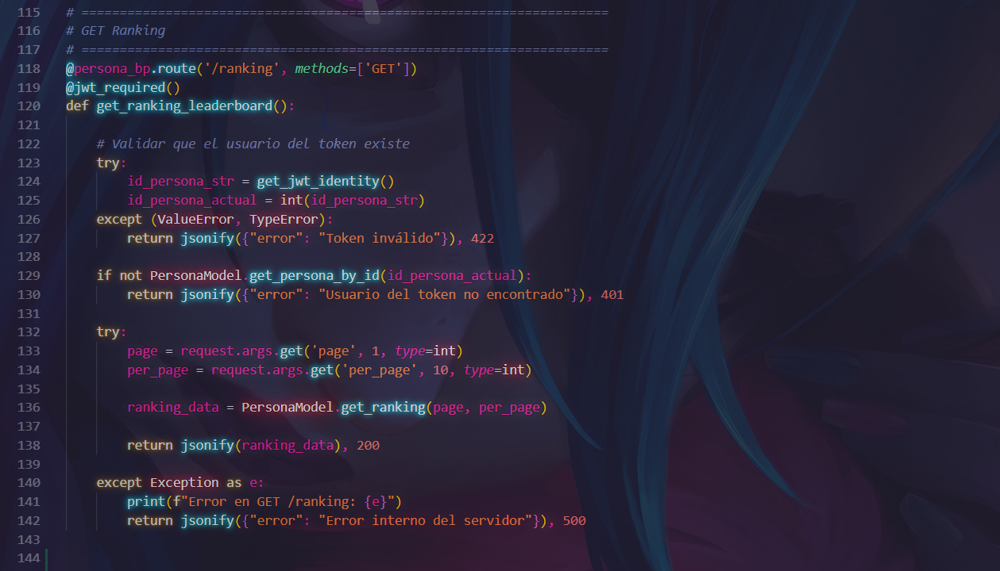 115 # =====================================================================
116 # GET Ranking
117 # =====================================================================
118 @persona_bp.route('/ranking', methods=['GET'])
119 @jwt_required()
120 def get_ranking_leaderboard():
121
122     # Validar que el usuario del token existe
123     try:
124         id_persona_str = get_jwt_identity()
125         id_persona_actual = int(id_persona_str)
126     except (ValueError, TypeError):
127         return jsonify({"error": "Token inválido"}), 422
128
129     if not PersonaModel.get_persona_by_id(id_persona_actual):
130         return jsonify({"error": "Usuario del token no encontrado"}), 401
131
132     try:
133         page = request.args.get('page', 1, type=int)
134         per_page = request.args.get('per_page', 10, type=int)
135
136         ranking_data = PersonaModel.get_ranking(page, per_page)
137
138         return jsonify(ranking_data), 200
139
140     except Exception as e:
141         print(f"Error en GET /ranking: {e}")
142         return jsonify({"error": "Error interno del servidor"}), 500
143
144